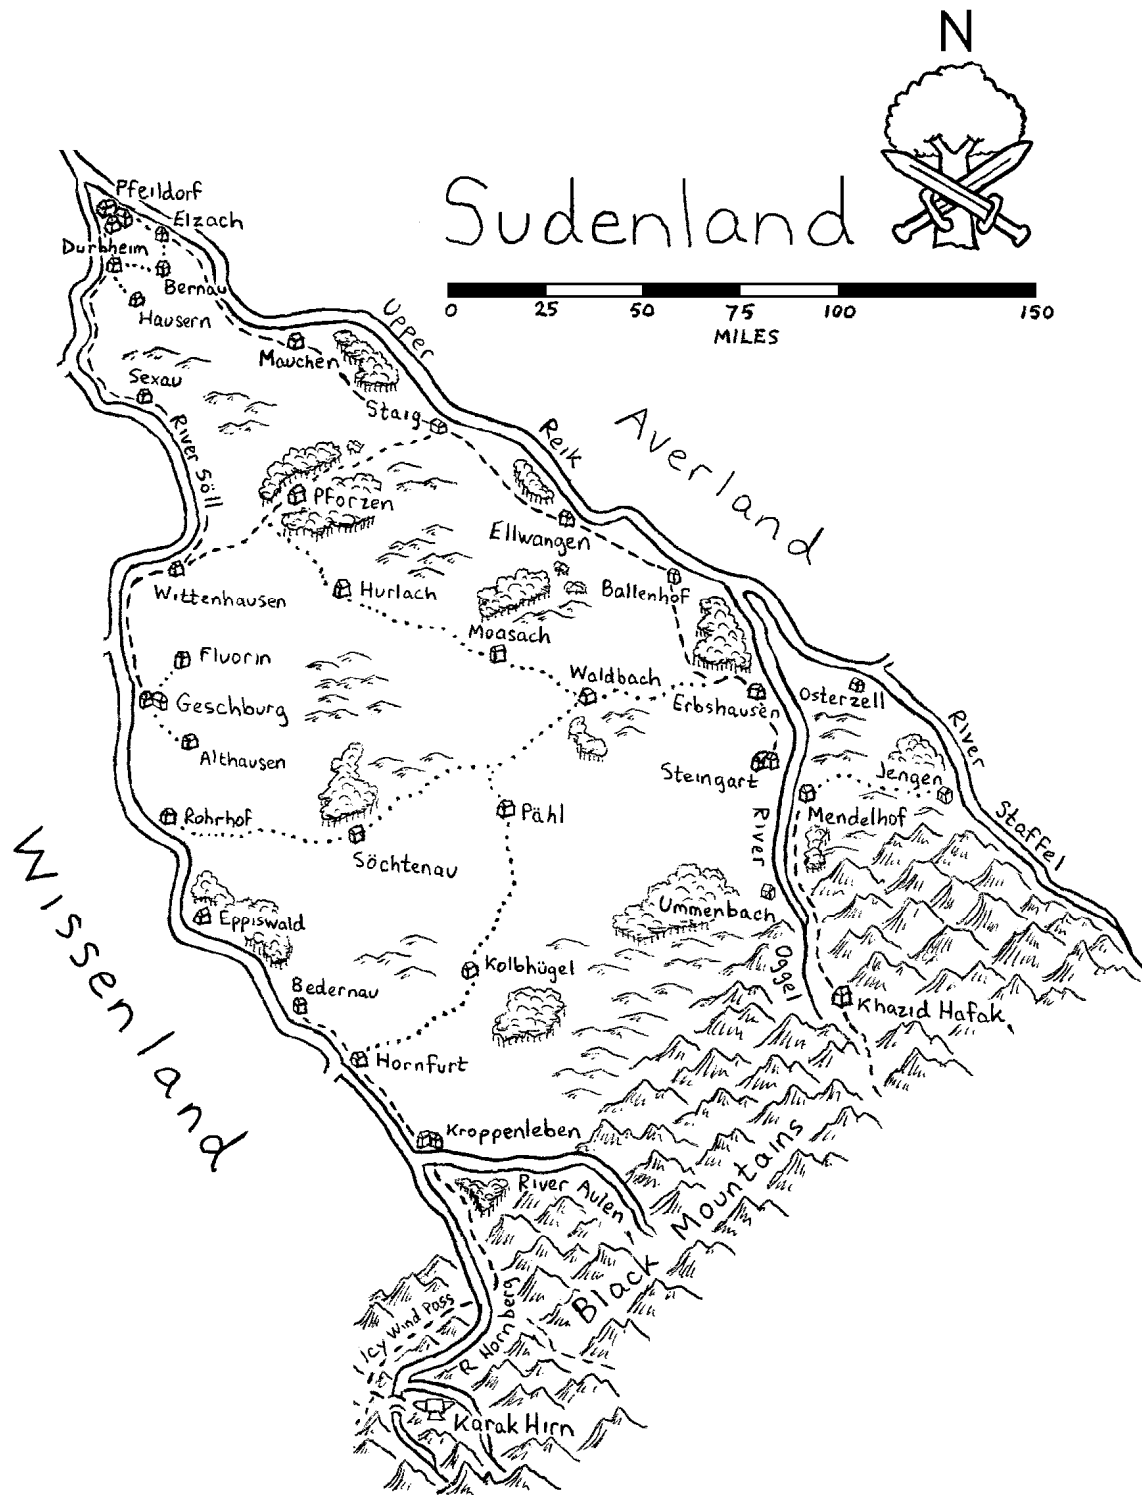 N
Sudenland
0 25 50 75 100 150
MILES
Pfeildorf
Elzach
Durbheim
Bernau
Hausern
Upper
Mauchen
Sexau
Staig
River Söll
Reik
Averland
Pforzen
Ellwangen
Wittenhausen
Hurlach
Ballenhof
Moasach
Fluorin
Waldbach
Geschburg
Erbshausen
Osterzell
River
Althausen
Steingart
Jengen
Rohrhof
Pähl
Mendelhof
Staffel
River
Söchtenau
Wissenland
Eppiswald
Ummenbach
Oggel
Kolbhügel
Bedernau
Khazid Hafak
Hornfurt
Kroppenleben
River Aulen
Black Mountains
Icy Wind Pass
R Hornberg
Karak Hirn